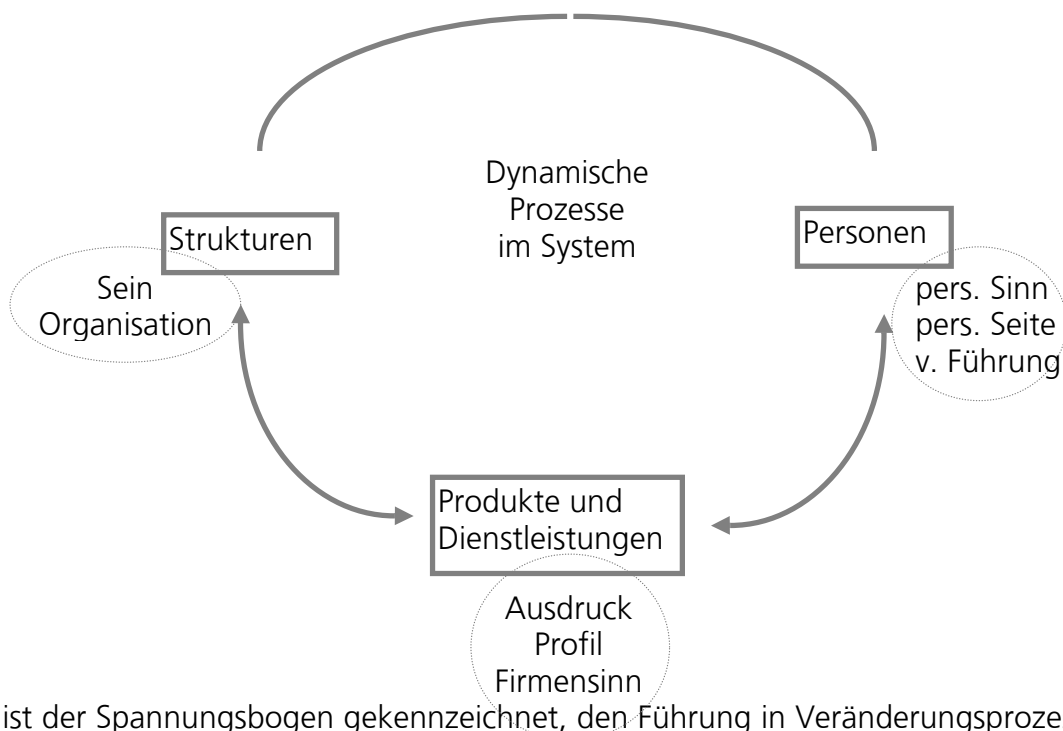 Dynamische
Prozesse
im System
Strukturen
Personen
Sein
Organisation
pers. Sinn
pers. Seite
v. Führung
Produkte und
Dienstleistungen
Ausdruck
Profil
Firmensinn
ist der Spannungsbogen gekennzeichnet, den Führung in Veränderungsproze